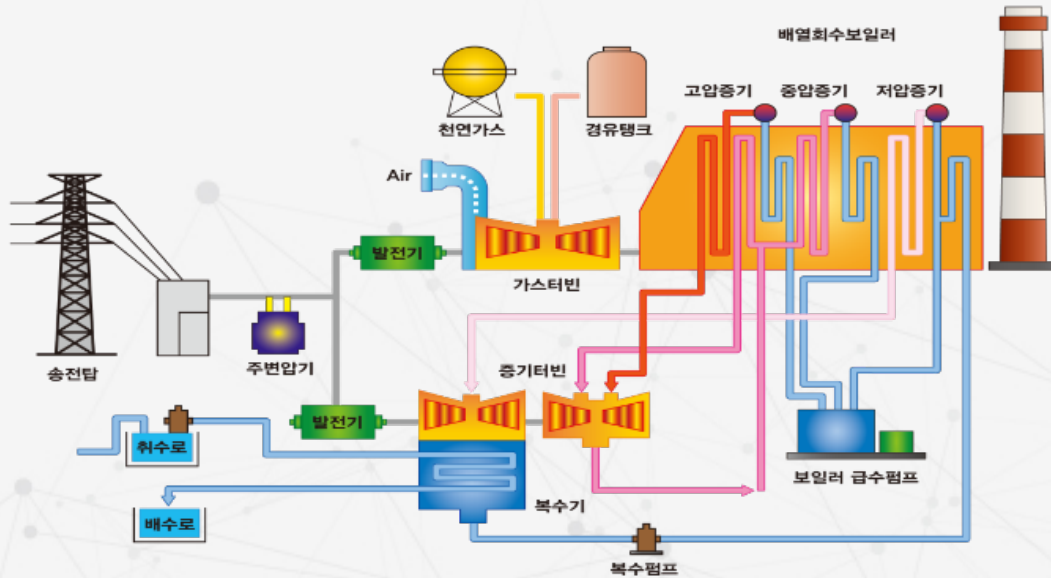 배열회수보일러
고압증기 중압증기 저압증기
천연가스 경유탱크
Air
발전기
가스터빈
송전탑
주변압기
증기터빈
발전기
취수로
배수로
복수기
보일러 급수펌프
복수펌프